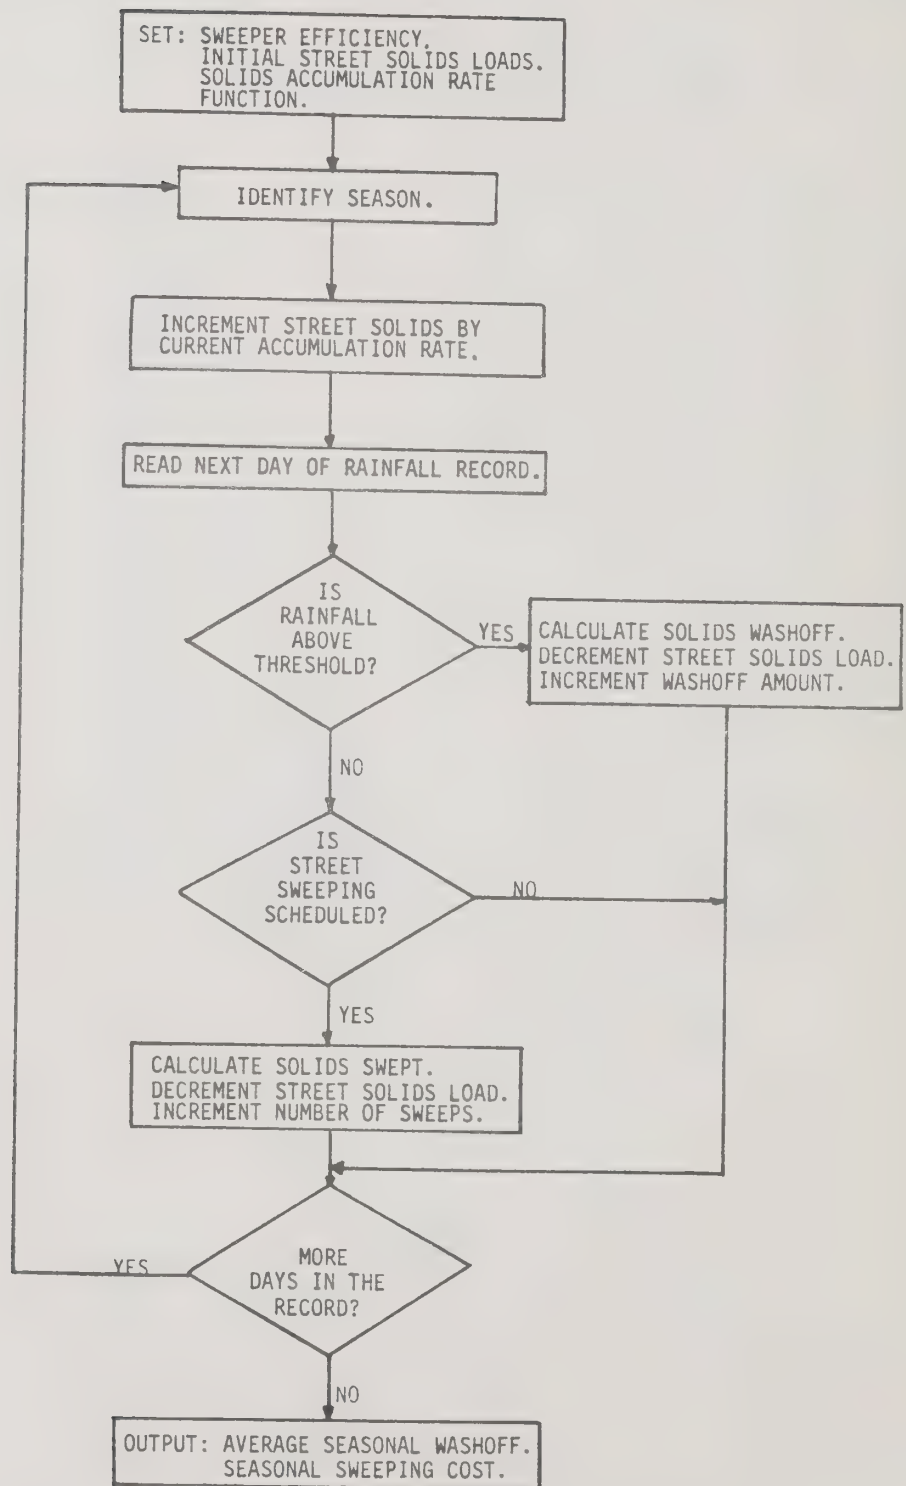 SET: SWEEPER EFFICIENCY.
INITIAL STREET SOLIDS LOADS.
SOLIDS ACCUMULATION RATE
FUNCTION.
IDENTIFY SEASON.
INCREMENT STREET SOLIDS BY
CURRENT ACCUMULATION RATE.
READ NEXT DAY OF RAINFALL RECORD.
IS
RAINFALL
ABOVE
THRESHOLD?
YES
CALCULATE SOLIDS WASHOFF.
DECREMENT STREET SOLIDS LOAD.
INCREMENT WASHOFF AMOUNT.
NO
IS
STREET
SWEEPING
SCHEDULED?
NO
YES
CALCULATE SOLIDS SWEPT.
DECREMENT STREET SOLIDS LOAD.
INCREMENT NUMBER OF SWEEPS.
YES
MORE
DAYS IN THE
RECORD?
NO
OUTPUT: AVERAGE SEASONAL WASHOFF.
SEASONAL SWEEPING COST.